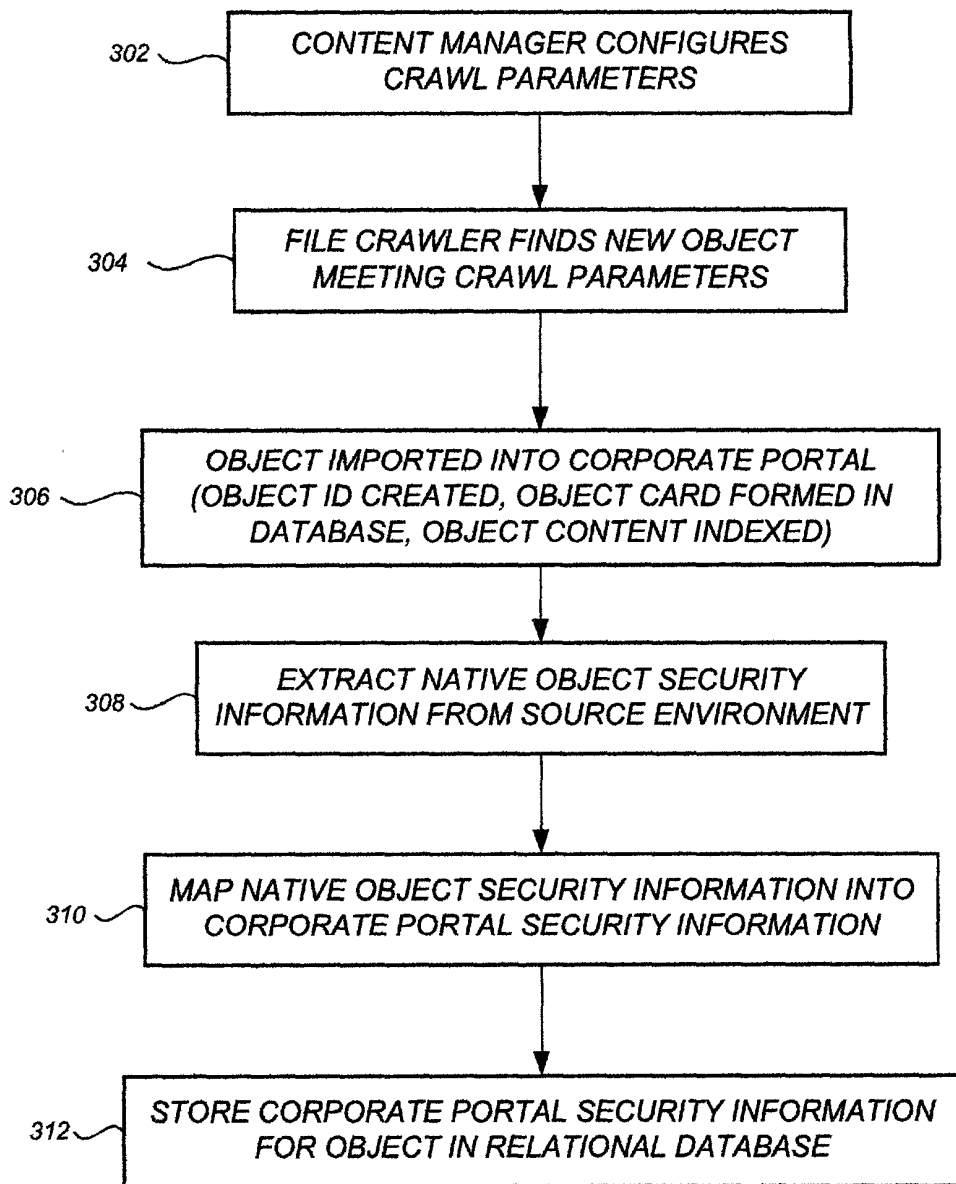 302
CONTENT MANAGER CONFIGURES
CRAWL PARAMETERS
304
FILE CRAWLER FINDS NEW OBJECT
MEETING CRAWL PARAMETERS
306
OBJECT IMPORTED INTO CORPORATE PORTAL
(OBJECT ID CREATED, OBJECT CARD FORMED IN
DATABASE, OBJECT CONTENT INDEXED)
308
EXTRACT NATIVE OBJECT SECURITY
INFORMATION FROM SOURCE ENVIRONMENT
310
MAP NATIVE OBJECT SECURITY INFORMATION INTO
CORPORATE PORTAL SECURITY INFORMATION
312
STORE CORPORATE PORTAL SECURITY INFORMATION
FOR OBJECT IN RELATIONAL DATABASE